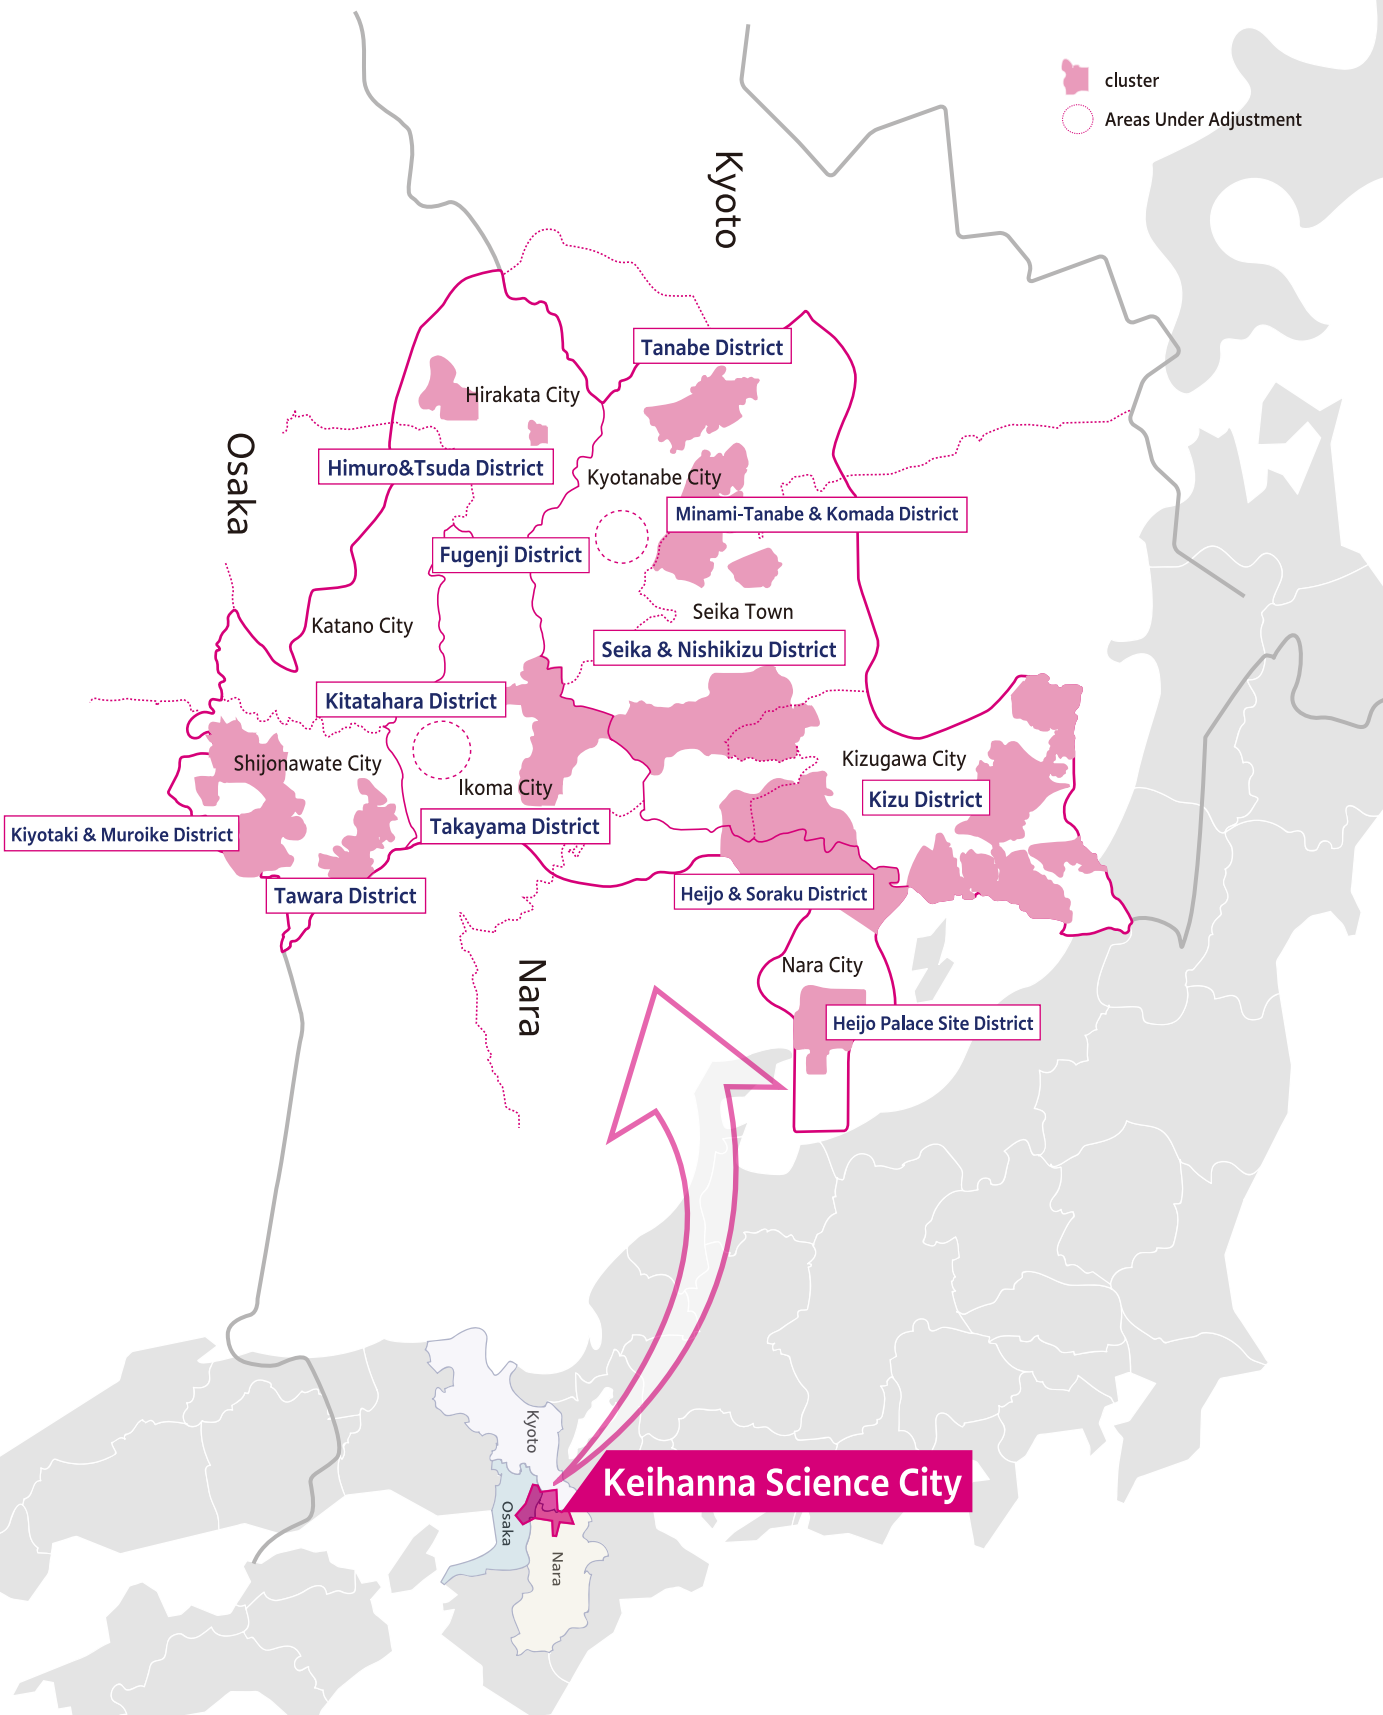 cluster
Areas Under Adjustment
Kyoto
Tanabe District
Hirakata City
Osaka
Himuro&Tsuda District
Kyotanabe City
Minami-Tanabe & Komada District
Fugenji District
Katano City
Seika Town
Seika & Nishikizu District
Kitatahara District
Shijonawate City
Ikoma City
Kizugawa City
Kizu District
Kiyotaki & Muroike District
Takayama District
Tawara District
Heijo & Soraku District
Nara
Nara City
Heijo Palace Site District
Kyoto
Keihanna Science City
Osaka
Nara